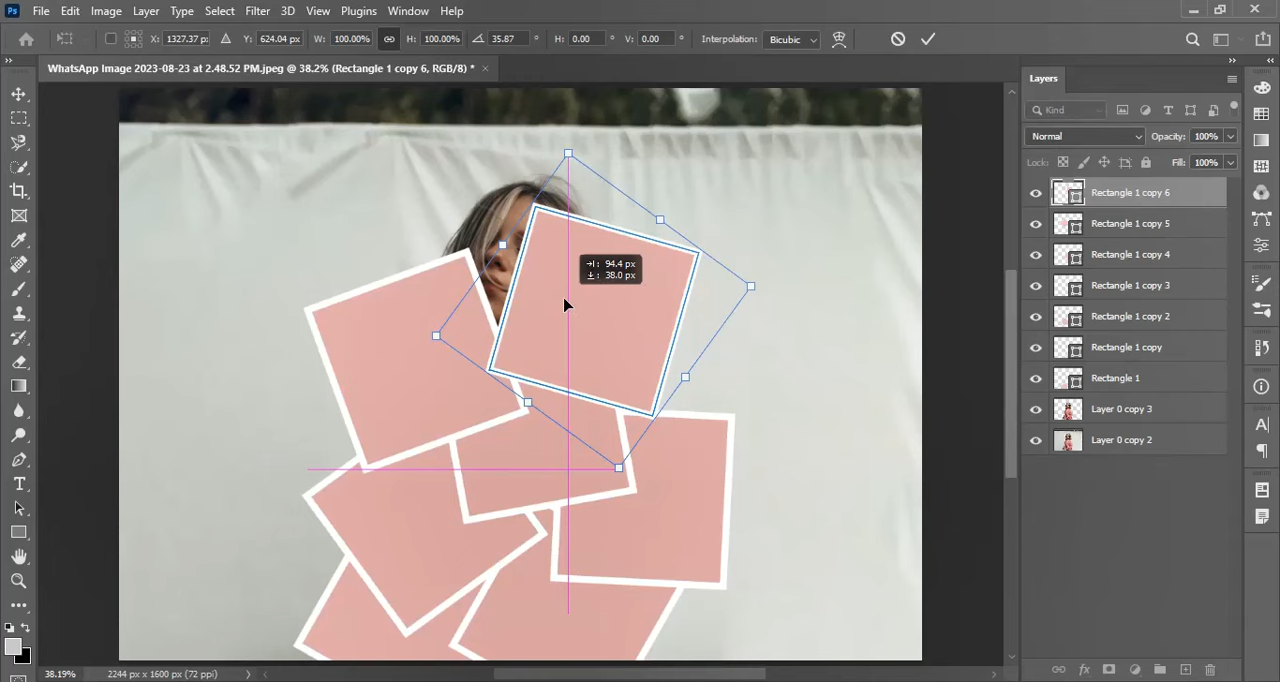 Ps File Edit Image Layer Type Select Filter 3D View Plugins Window Help
X: 1327.37 px Y: 624.04 px W: 100.00% H: 100.00% 35.87 ° H: 0.00 ° V: 0.00 ° Interpolation: Bicubic
WhatsApp Image 2023-08-23 at 2.48.52 PM.jpeg @ 38.2% (Rectangle 1 copy 6, RGB/8) * ×
Layers
Kind
Normal Opacity: 100%
Lock: Fill: 100%
Rectangle 1 copy 6
Rectangle 1 copy 5
Rectangle 1 copy 4
Rectangle 1 copy 3
Rectangle 1 copy 2
Rectangle 1 copy
Rectangle 1
Layer 0 copy 3
Layer 0 copy 2
94.4 px
38.0 px
38.19% 2244 px x 1600 px (72 ppi)